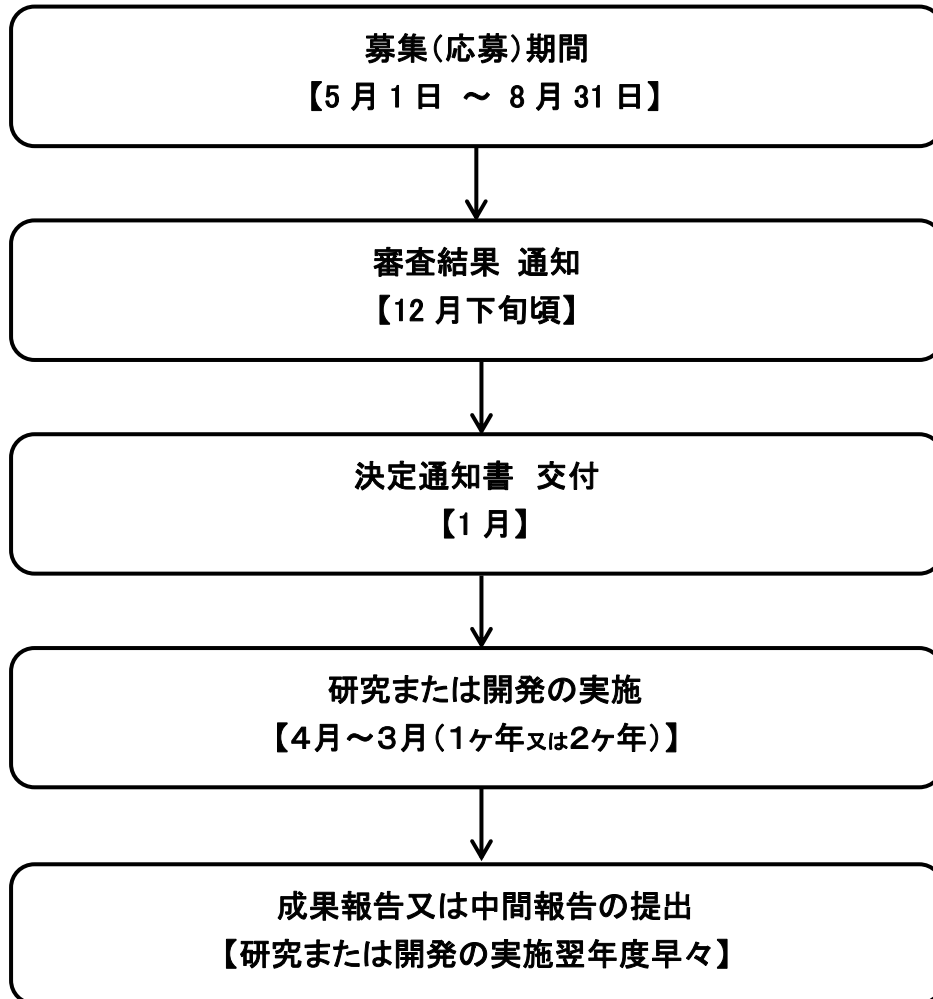 募集（応募）期間
【5 月 1 日 ～ 8 月 31 日】
審査結果 通知
【12 月下旬頃】
決定通知書　交付
【1 月】
研究または開発の実施
【４月～３月（１ヶ年又は２ヶ年）】
成果報告又は中間報告の提出
【研究または開発の実施翌年度早々】